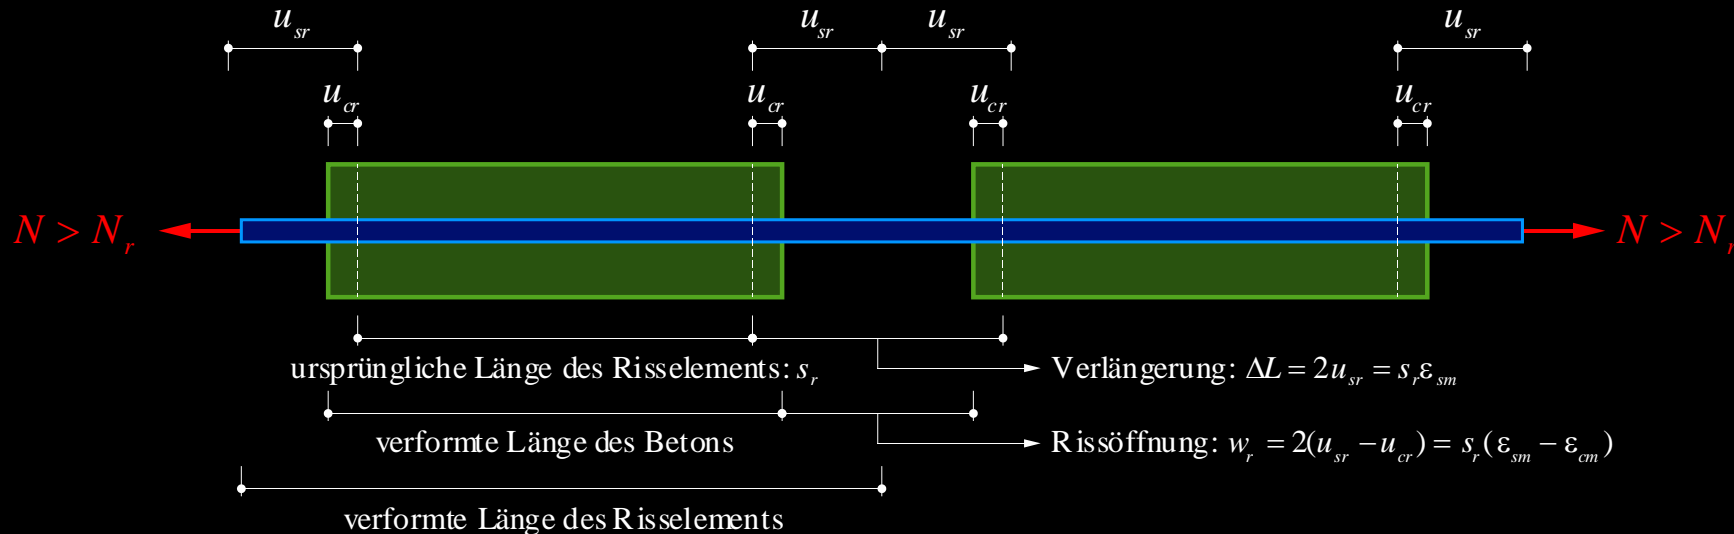 u_sr u_sr u_sr u_sr
u_cr u_cr u_cr u_cr
N > N_r N > N_r
ursprüngliche Länge des Risselements: s_r Verlängerung: ΔL = 2u_sr = s_r ε_sm
verformte Länge des Betons Rissöffnung: w_r = 2(u_sr − u_cr) = s_r(ε_sm − ε_cm)
verformte Länge des Risselements